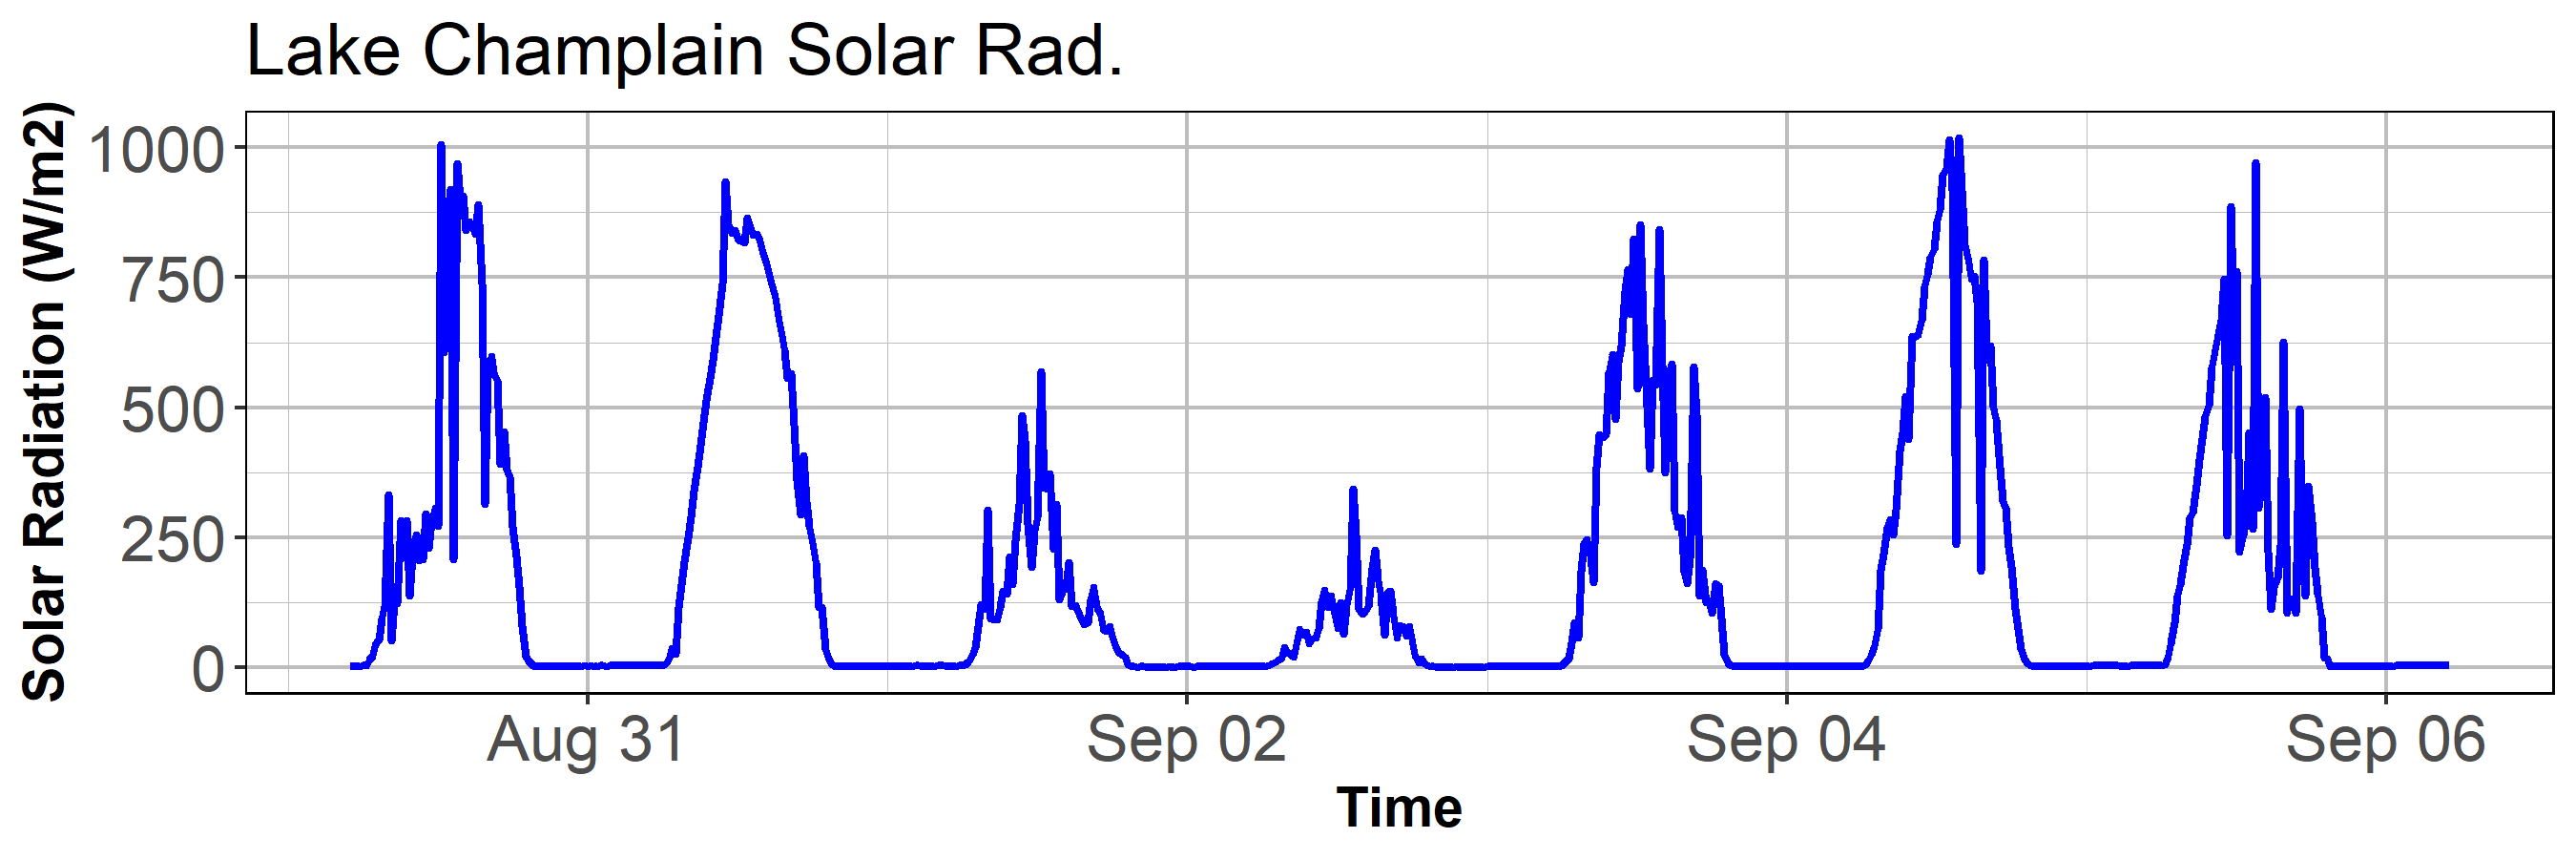 Lake Champlain Solar Rad.
Solar Radiation (W/m2)
1000
750
500
250
0
Aug 31
Sep 02
Sep 04
Sep 06
Time